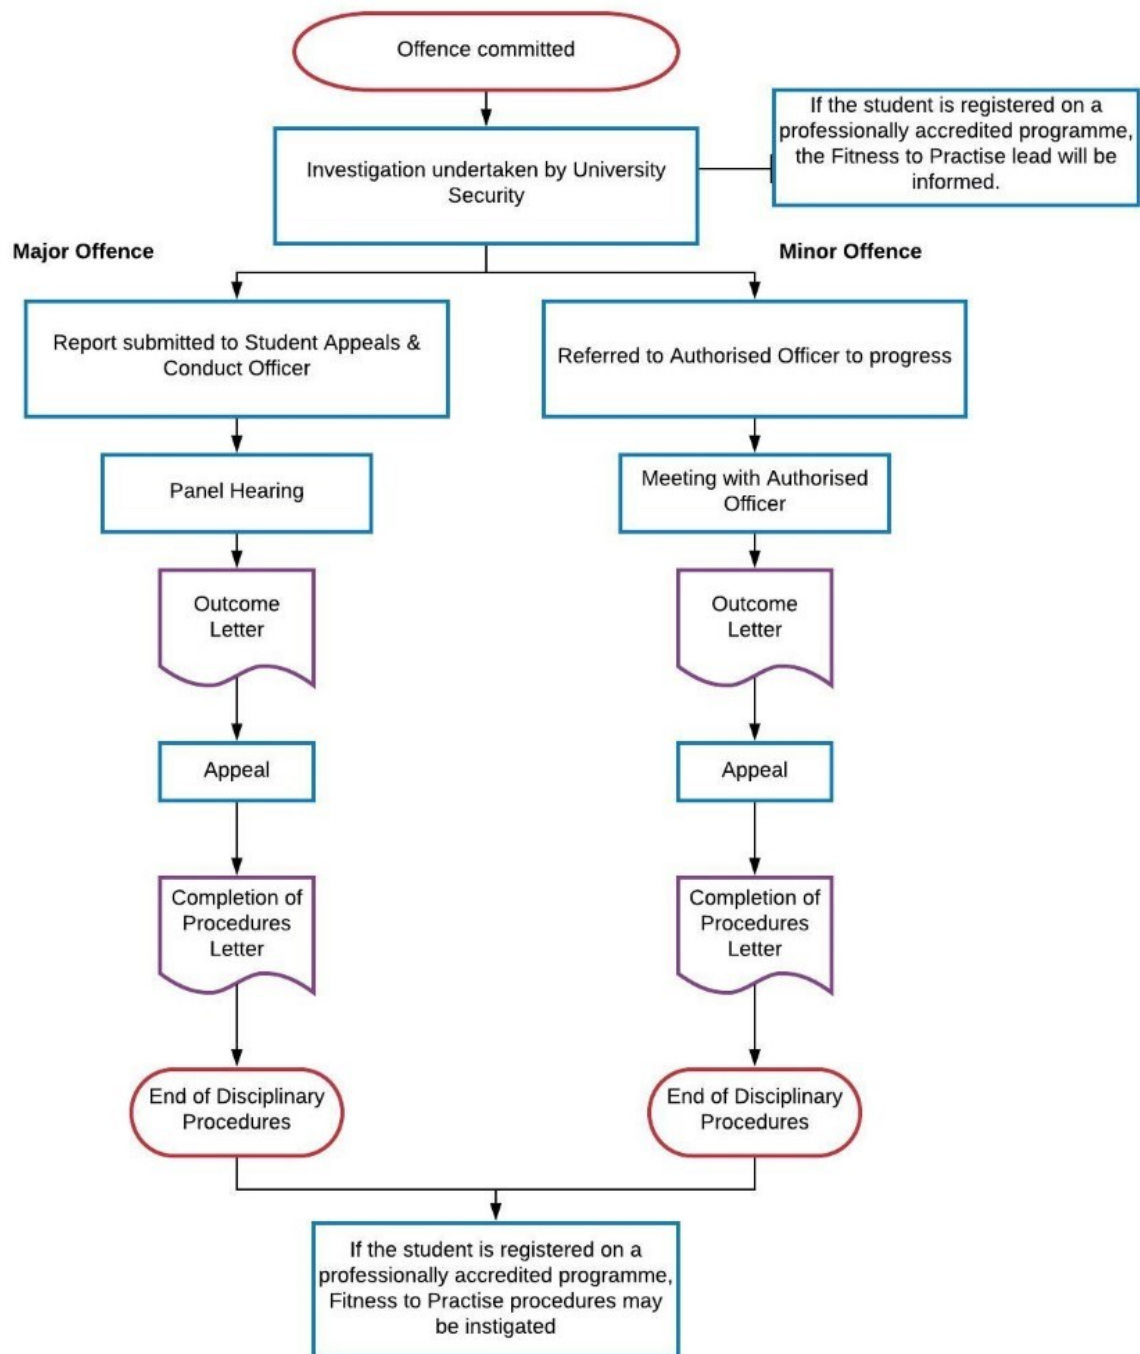 Offence committed
If the student is registered on a
professionally accredited programme,
the Fitness to Practise lead will be
informed.
Investigation undertaken by University
Security
Major Offence
Minor Offence
Report submitted to Student Appeals &
Conduct Officer
Referred to Authorised Officer to progress
Panel Hearing
Meeting with Authorised
Officer
Outcome
Letter
Outcome
Letter
Appeal
Appeal
Completion of
Procedures
Letter
Completion of
Procedures
Letter
End of Disciplinary
Procedures
End of Disciplinary
Procedures
If the student is registered on a
professionally accredited programme,
Fitness to Practise procedures may
be instigated